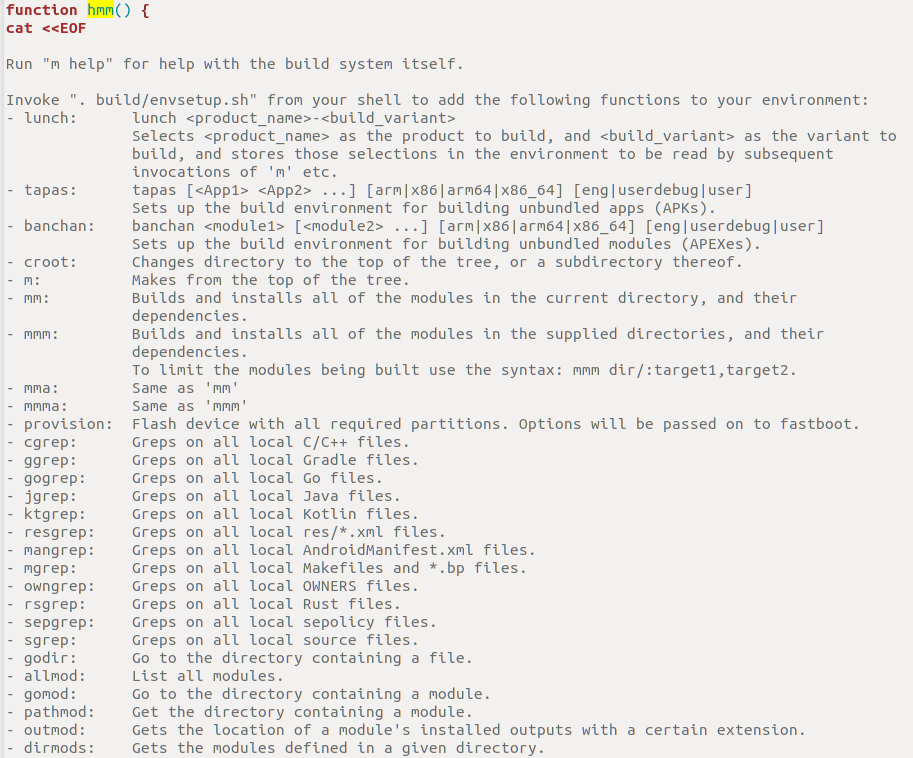 function hmm() {
cat <<EOF
Run "m help" for help with the build system itself.
Invoke ". build/envsetup.sh" from your shell to add the following functions to your environment:
- lunch:      lunch <product_name>-<build_variant>
              Selects <product_name> as the product to build, and <build_variant> as the variant to
              build, and stores those selections in the environment to be read by subsequent
              invocations of 'm' etc.
- tapas:      tapas [<App1> <App2> ...] [arm|x86|arm64|x86_64] [eng|userdebug|user]
              Sets up the build environment for building unbundled apps (APKs).
- banchan:    banchan <module1> [<module2> ...] [arm|x86|arm64|x86_64] [eng|userdebug|user]
              Sets up the build environment for building unbundled modules (APEXes).
- croot:      Changes directory to the top of the tree, or a subdirectory thereof.
- m:          Makes from the top of the tree.
- mm:         Builds and installs all of the modules in the current directory, and their
              dependencies.
- mmm:        Builds and installs all of the modules in the supplied directories, and their
              dependencies.
              To limit the modules being built use the syntax: mmm dir/:target1,target2.
- mma:        Same as 'mm'
- mmma:       Same as 'mmm'
- provision:  Flash device with all required partitions. Options will be passed on to fastboot.
- cgrep:      Greps on all local C/C++ files.
- ggrep:      Greps on all local Gradle files.
- gogrep:     Greps on all local Go files.
- jgrep:      Greps on all local Java files.
- ktgrep:     Greps on all local Kotlin files.
- resgrep:    Greps on all local res/*.xml files.
- mangrep:    Greps on all local AndroidManifest.xml files.
- mgrep:      Greps on all local Makefiles and *.bp files.
- owngrep:    Greps on all local OWNERS files.
- rsgrep:     Greps on all local Rust files.
- sepgrep:    Greps on all local sepolicy files.
- sgrep:      Greps on all local source files.
- godir:      Go to the directory containing a file.
- allmod:     List all modules.
- gomod:      Go to the directory containing a module.
- pathmod:    Get the directory containing a module.
- outmod:     Gets the location of a module's installed outputs with a certain extension.
- dirmods:    Gets the modules defined in a given directory.